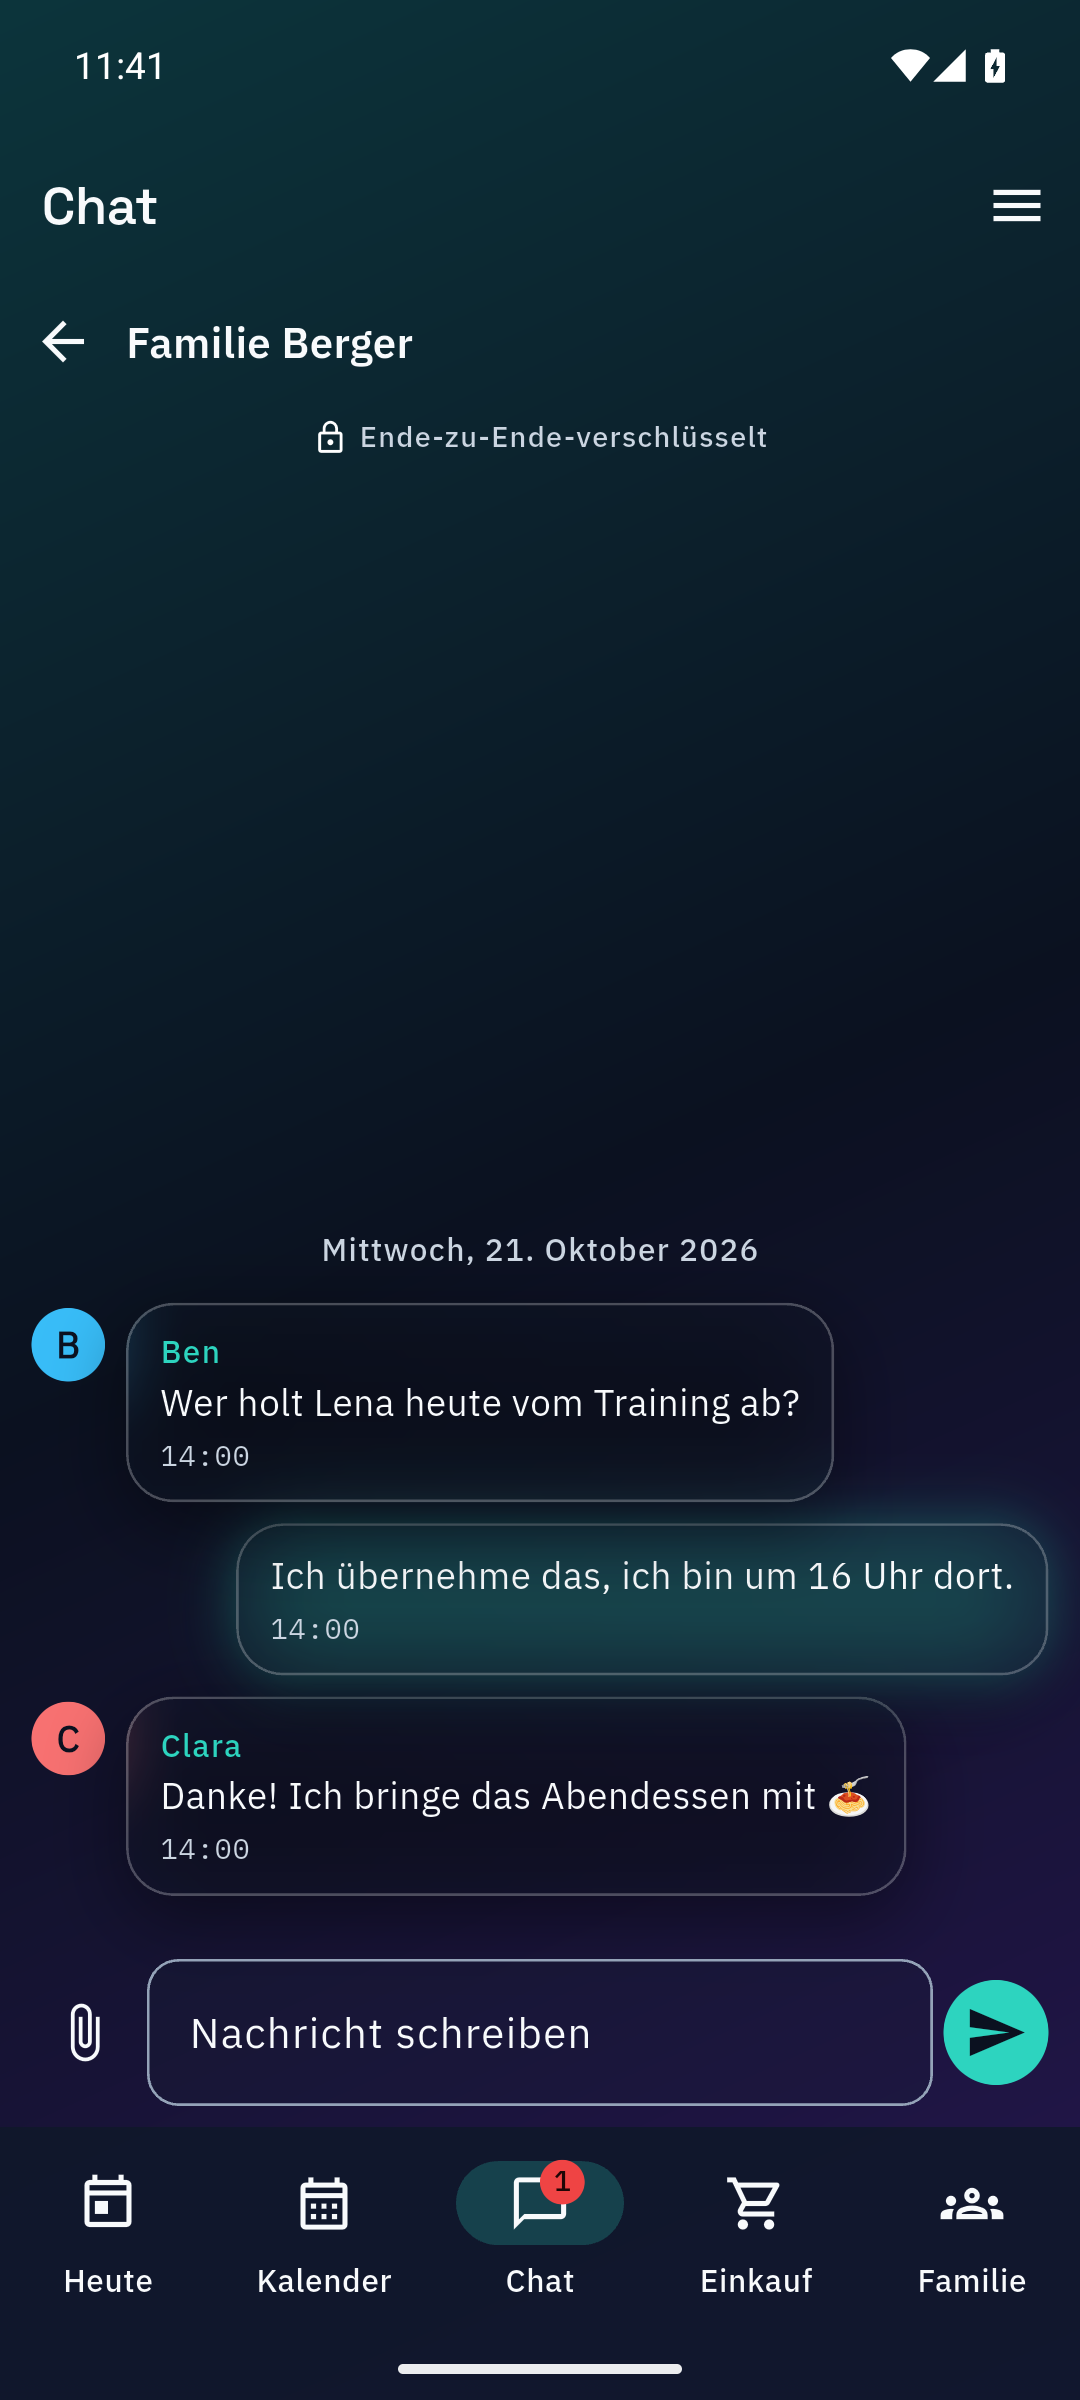 11:41
Chat
Familie Berger
Ende-zu-Ende-verschlüsselt
Mittwoch, 21. Oktober 2026
B
Ben
Wer holt Lena heute vom Training ab?
14:00
Ich übernehme das, ich bin um 16 Uhr dort.
14:00
C
Clara
Danke! Ich bringe das Abendessen mit 🍝
14:00
Nachricht schreiben
1
Heute Kalender Chat Einkauf Familie